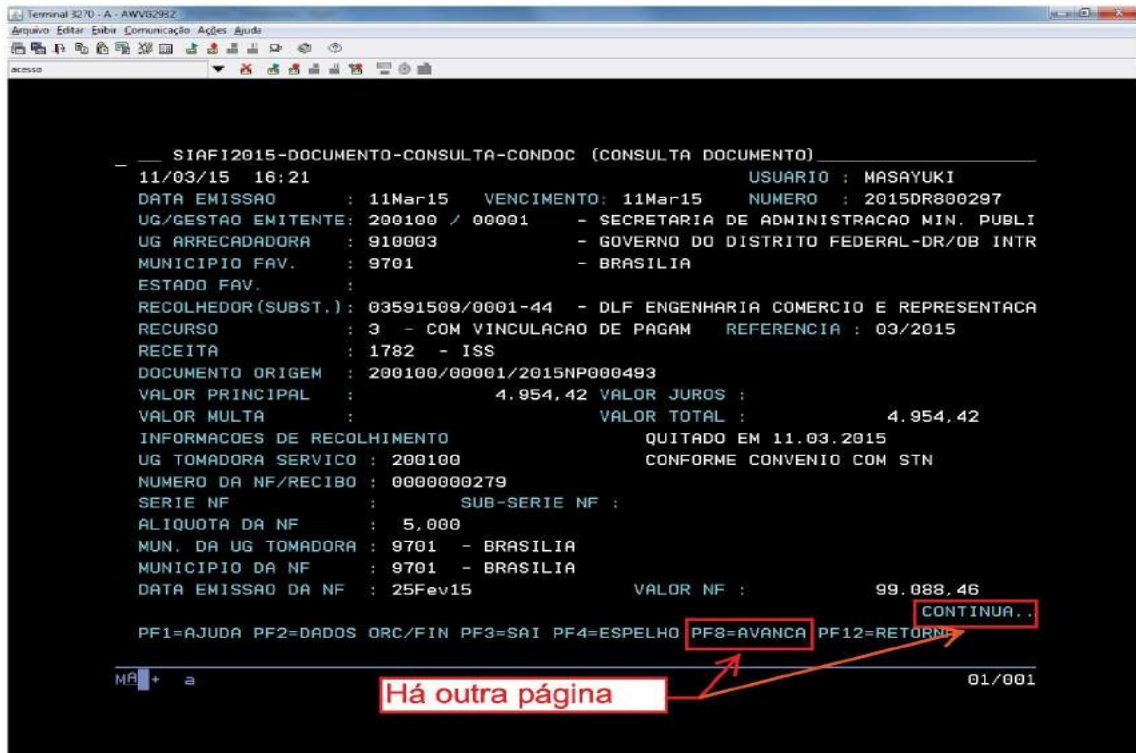 Terminal 3270 - A - AWVG2982
Arquivo Editar Exibir Comunicação Ações Ajuda
acesso
__ SIAFI2015-DOCUMENTO-CONSULTA-CONDOC (CONSULTA DOCUMENTO)
11/03/15 16:21 USUARIO : MASAYUKI
DATA EMISSAO : 11Mar15 VENCIMENTO: 11Mar15 NUMERO : 2015DR800297
UG/GESTAO EMITENTE: 200100 / 00001 - SECRETARIA DE ADMINISTRACAO MIN. PUBLI
UG ARRECADADORA : 910003 - GOVERNO DO DISTRITO FEDERAL-DR/OB INTR
MUNICIPIO FAV. : 9701 - BRASILIA
ESTADO FAV. :
RECOLHEDOR(SUBST.): 03591509/0001-44 - DLF ENGENHARIA COMERCIO E REPRESENTACA
RECURSO : 3 - COM VINCULACAO DE PAGAM REFERENCIA : 03/2015
RECEITA : 1782 - ISS
DOCUMENTO ORIGEM : 200100/00001/2015NP000493
VALOR PRINCIPAL : 4.954,42 VALOR JUROS :
VALOR MULTA : VALOR TOTAL : 4.954,42
INFORMACOES DE RECOLHIMENTO QUITADO EM 11.03.2015
UG TOMADORA SERVICO : 200100 CONFORME CONVENIO COM STN
NUMERO DA NF/RECIBO : 0000000279
SERIE NF : SUB-SERIE NF :
ALIQUOTA DA NF : 5,000
MUN. DA UG TOMADORA : 9701 - BRASILIA
MUNICIPIO DA NF : 9701 - BRASILIA
DATA EMISSAO DA NF : 25Fev15 VALOR NF : 99.088,46
CONTINUA..
PF1=AJUDA PF2=DADOS ORC/FIN PF3=SAI PF4=ESPELHO PF8=AVANCA PF12=RETORNA
MA + a 01/001
Há outra página